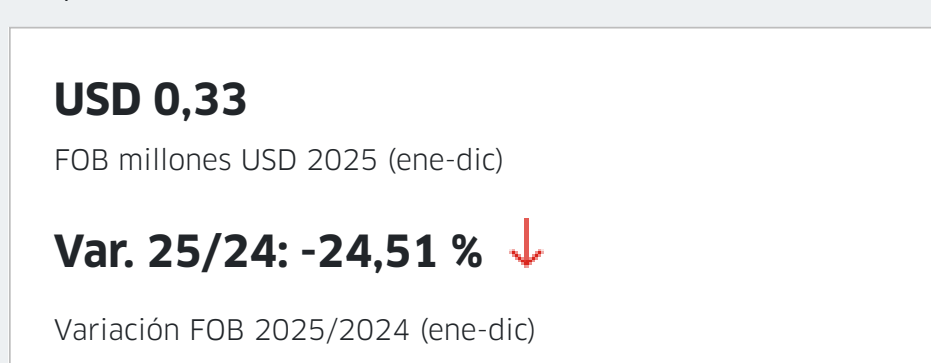 USD 0,33
FOB millones USD 2025 (ene-dic)
Var. 25/24: -24,51 %
Variación FOB 2025/2024 (ene-dic)